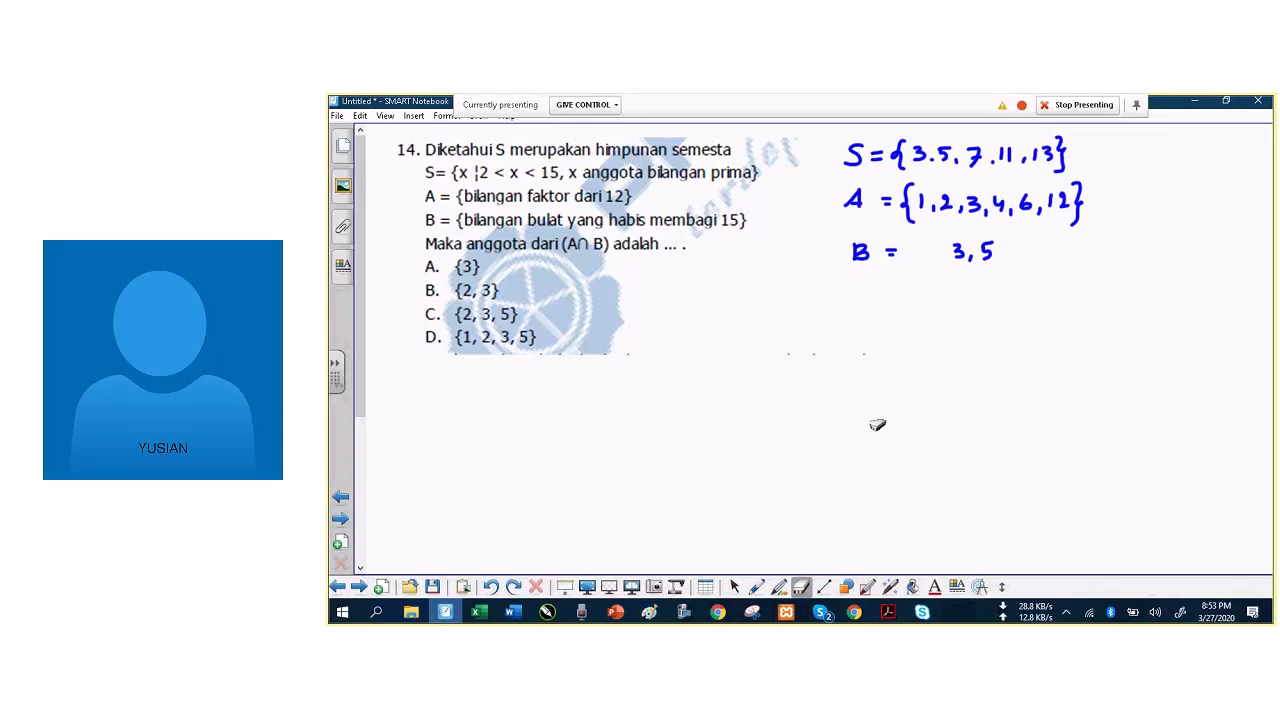 Untitled * - SMART Notebook
Currently presenting
GIVE CONTROL
Stop Presenting
File Edit View Insert
14. Diketahui S merupakan himpunan semesta
S= {x ¦2 < x < 15, x anggota bilangan prima}
A = {bilangan faktor dari 12}
B = {bilangan bulat yang habis membagi 15}
Maka anggota dari (A∩ B) adalah ... .
A. {3}
B. {2, 3}
C. {2, 3, 5}
D. {1, 2, 3, 5}
S = {3.5, 7.11, 13}
A = {1, 2, 3, 4, 6, 12}
B = 3, 5
YUSIAN
28.8 KB/s
12.8 KB/s
8:53 PM
3/27/2020